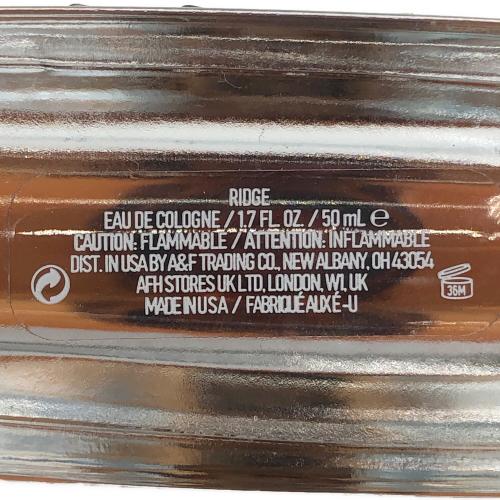 RIDGE
EAU DE COLOGNE / 1.7 FL. OZ. / 50 mL e
CAUTION: FLAMMABLE / ATTENTION: INFLAMMABLE
DIST. IN USA BY A&F TRADING CO., NEW ALBANY, OH 43054
AFH STORES UK LTD, LONDON, W1, UK
MADE IN USA / FABRIQUÉ AUX É-U
36M